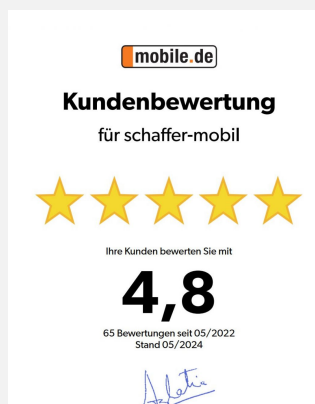 mobile.de
Kundenbewertung
für schaffer-mobil
Ihre Kunden bewerten Sie mit
4,8
65 Bewertungen seit 05/2022
Stand 05/2024